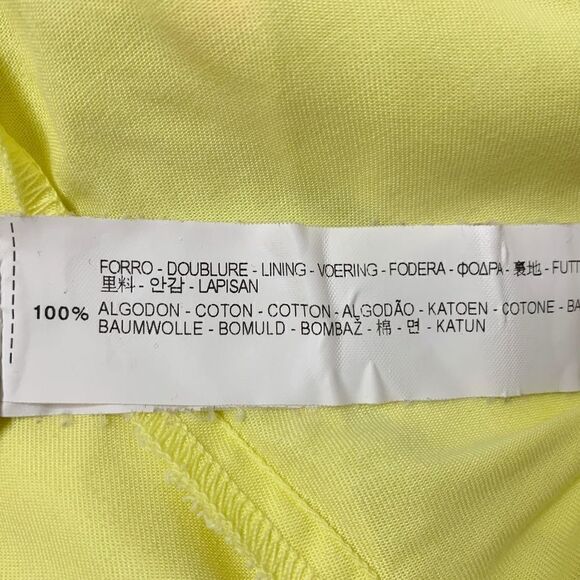 FORRO - DOUBLURE - LINING - VOERING - FODERA - ΦΟΔΡΑ - 裏地 - FUTT
里料 - 안감 - LAPISAN
100% ALGODON - COTON - COTTON - ALGODÃO - KATOEN - COTONE - BA
BAUMWOLLE - BOMULD - BOMBAŽ - 棉 - 면 - KATUN